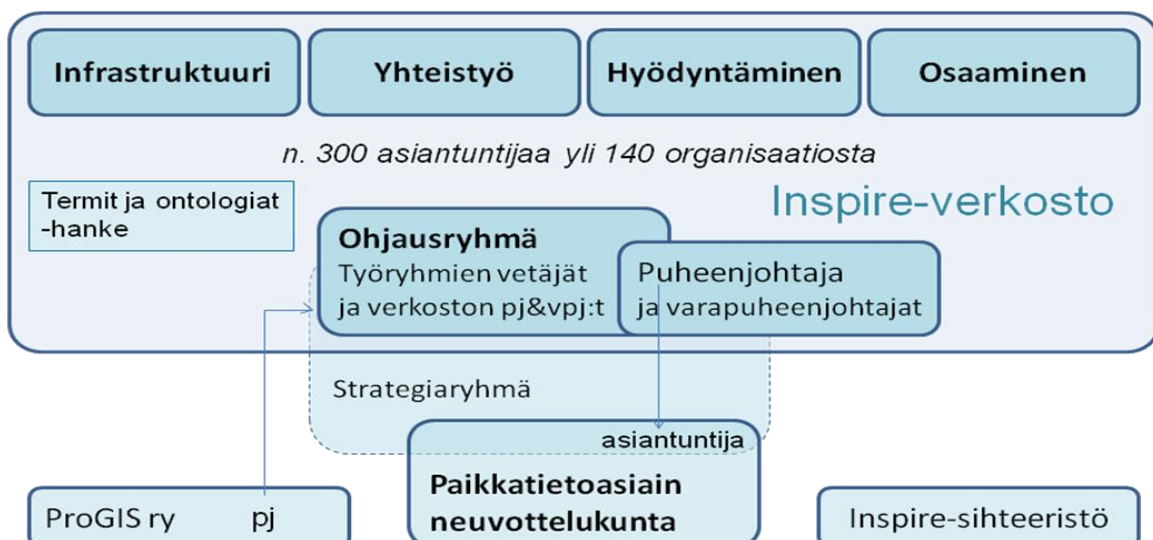 Infrastruktuuri
Yhteistyö
Hyödyntäminen
Osaaminen
n. 300 asiantuntijaa yli 140 organisaatiosta
Inspire-verkosto
Termit ja ontologiat
-hanke
Ohjausryhmä
Työryhmien vetäjät
ja verkoston pj&vpj:t
Puheenjohtaja
ja varapuheenjohtajat
Strategiaryhmä
asiantuntija
Paikkatietoasiain
neuvottelukunta
ProGIS ry pj
Inspire-sihteeristö